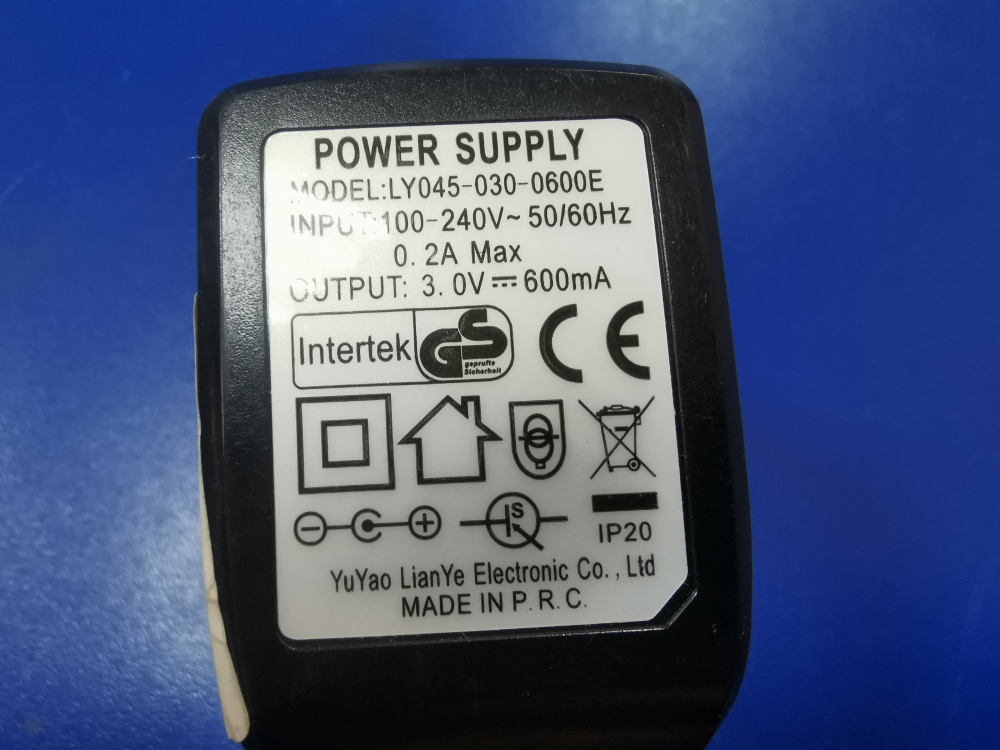 POWER SUPPLY
MODEL:LY045-030-0600E
INPUT:100-240V~ 50/60Hz
0.2A Max
OUTPUT: 3.0V⎓600mA
Intertek
GS
geprüfte
Sicherheit
CE
S
IP20
YuYao LianYe Electronic Co., Ltd
MADE IN P.R.C.